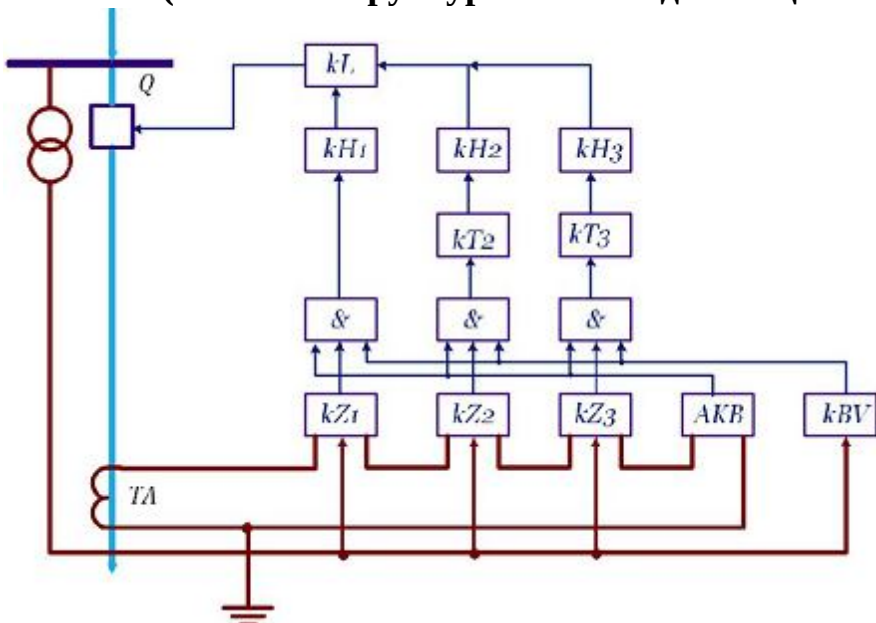 Q
kL
kH1 kH2 kH3
kT2 kT3
& & &
kZ1 kZ2 kZ3 AKB kBV
TA